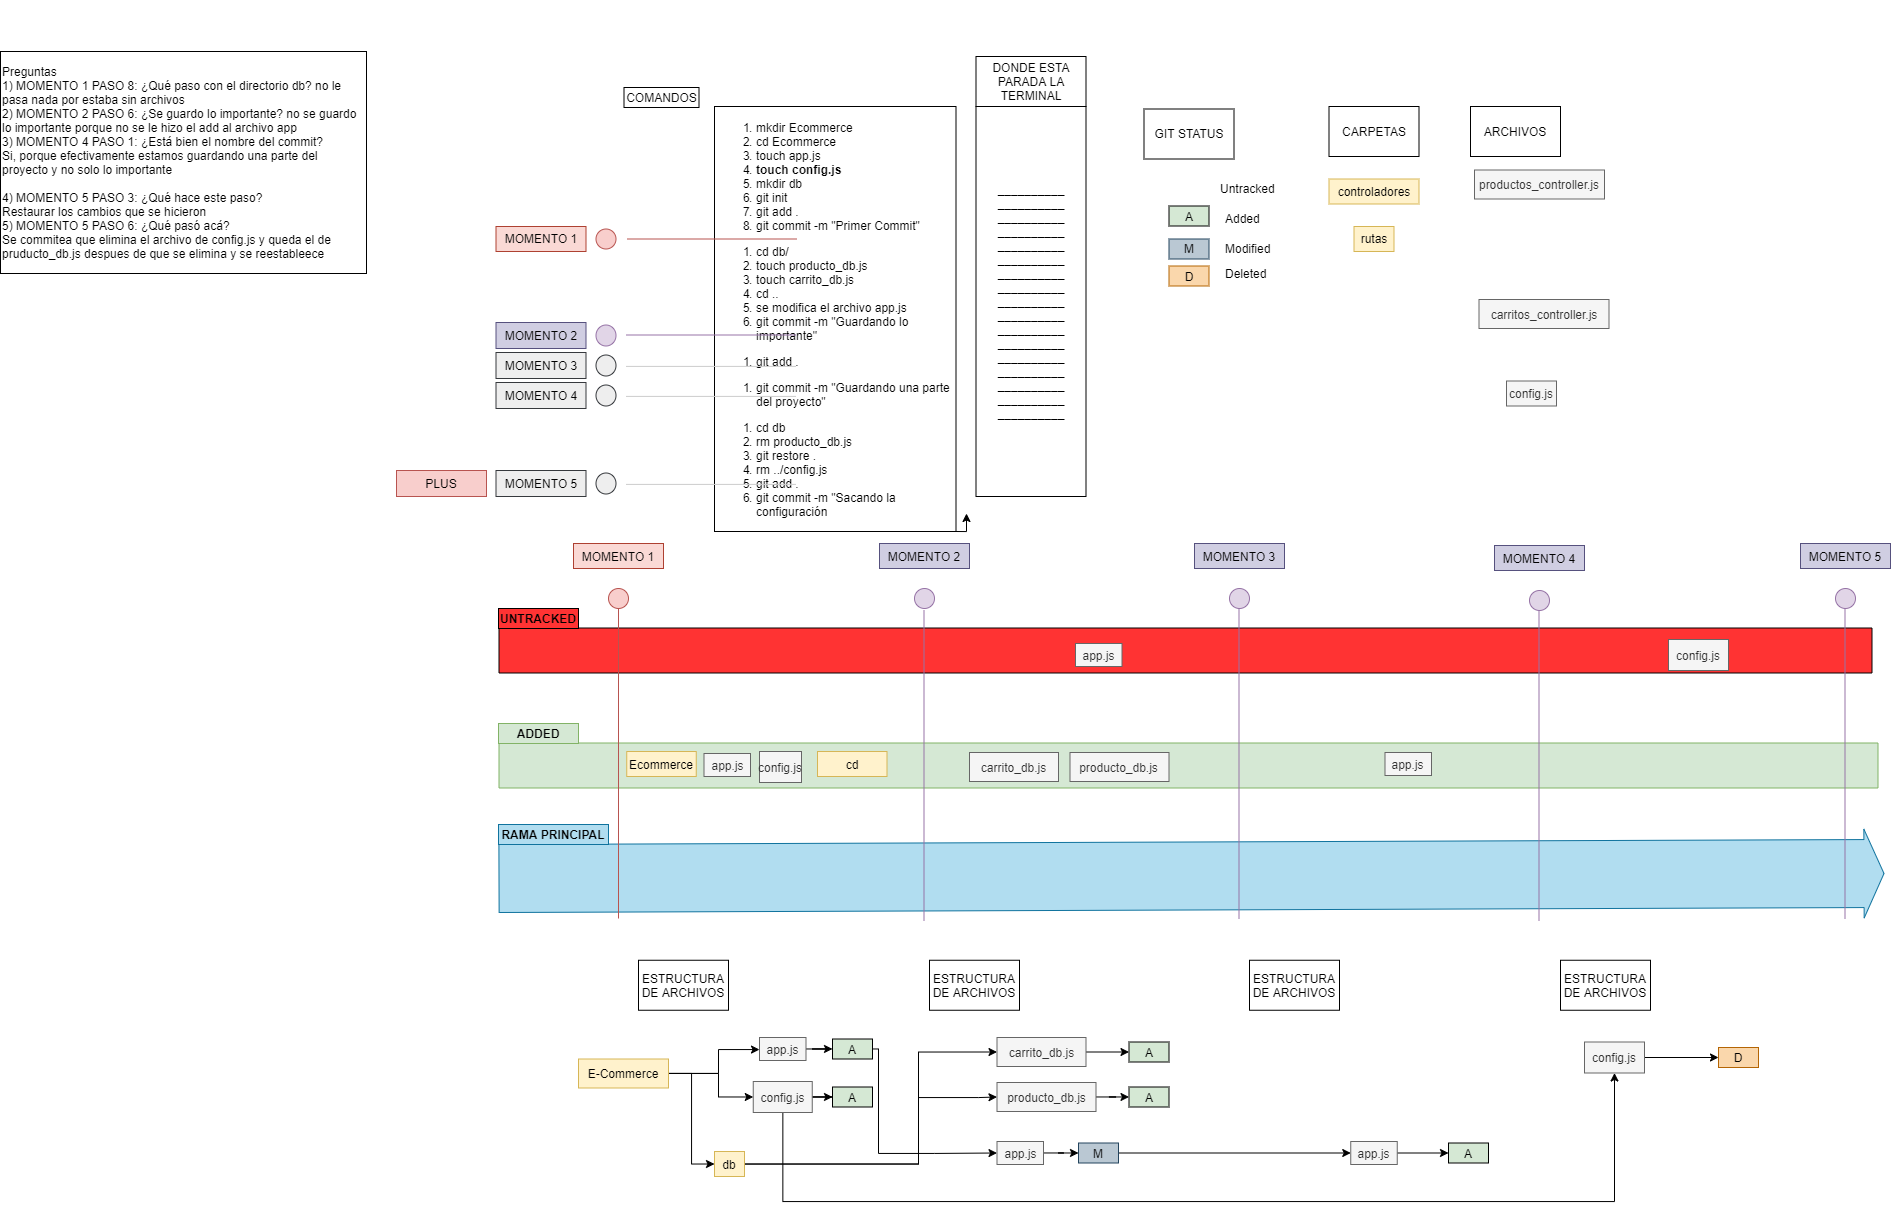 Preguntas
1) MOMENTO 1 PASO 8: ¿Qué paso con el directorio db? no le
pasa nada por estaba sin archivos
2) MOMENTO 2 PASO 6: ¿Se guardo lo importante? no se guardo
lo importante porque no se le hizo el add al archivo app
3) MOMENTO 4 PASO 1: ¿Está bien el nombre del commit?
Si, porque efectivamente estamos guardando una parte del
proyecto y no solo lo importante
4) MOMENTO 5 PASO 3: ¿Qué hace este paso?
Restaurar los cambios que se hicieron
5) MOMENTO 5 PASO 6: ¿Qué pasó acá?
Se commitea que elimina el archivo de config.js y queda el de
pruducto_db.js despues de que se elimina y se reestableece
COMANDOS
1. mkdir Ecommerce
2. cd Ecommerce
3. touch app.js
4. touch config.js
5. mkdir db
6. git init
7. git add .
8. git commit -m "Primer Commit"
1. cd db/
2. touch producto_db.js
3. touch carrito_db.js
4. cd ..
5. se modifica el archivo app.js
6. git commit -m "Guardando lo
importante"
1. git add .
1. git commit -m "Guardando una parte
del proyecto"
1. cd db
2. rm producto_db.js
3. git restore .
4. rm ../config.js
5. git add .
6. git commit -m "Sacando la
configuración
MOMENTO 1
MOMENTO 2
MOMENTO 3
MOMENTO 4
PLUS
MOMENTO 5
DONDE ESTA
PARADA LA
TERMINAL
GIT STATUS
Untracked
A Added
M Modified
D Deleted
CARPETAS
controladores
rutas
ARCHIVOS
productos_controller.js
carritos_controller.js
config.js
MOMENTO 1
MOMENTO 2
MOMENTO 3
MOMENTO 4
MOMENTO 5
UNTRACKED
app.js
config.js
ADDED
Ecommerce
app.js
config.js
cd
carrito_db.js
producto_db.js
app.js
RAMA PRINCIPAL
ESTRUCTURA
DE ARCHIVOS
ESTRUCTURA
DE ARCHIVOS
ESTRUCTURA
DE ARCHIVOS
ESTRUCTURA
DE ARCHIVOS
E-Commerce
app.js
A
config.js
A
db
carrito_db.js
A
producto_db.js
A
app.js
M
app.js
A
config.js
D